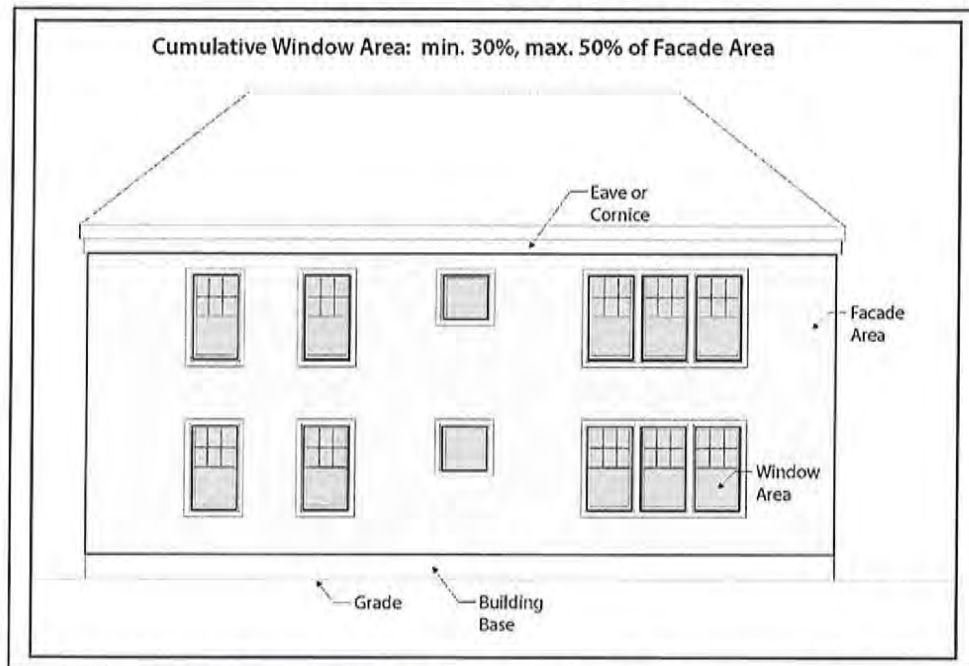 Cumulative Window Area: min. 30%, max. 50% of Facade Area
Eave or
Cornice
Facade
Area
Window
Area
Grade
Building
Base